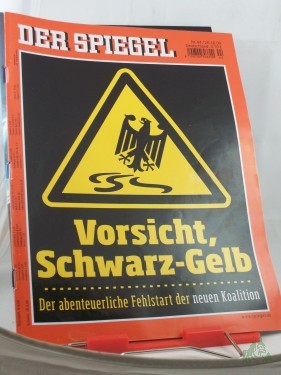 DER SPIEGEL
Vorsicht,
Schwarz-Gelb
Der abenteuerliche Fehlstart der neuen Koalition